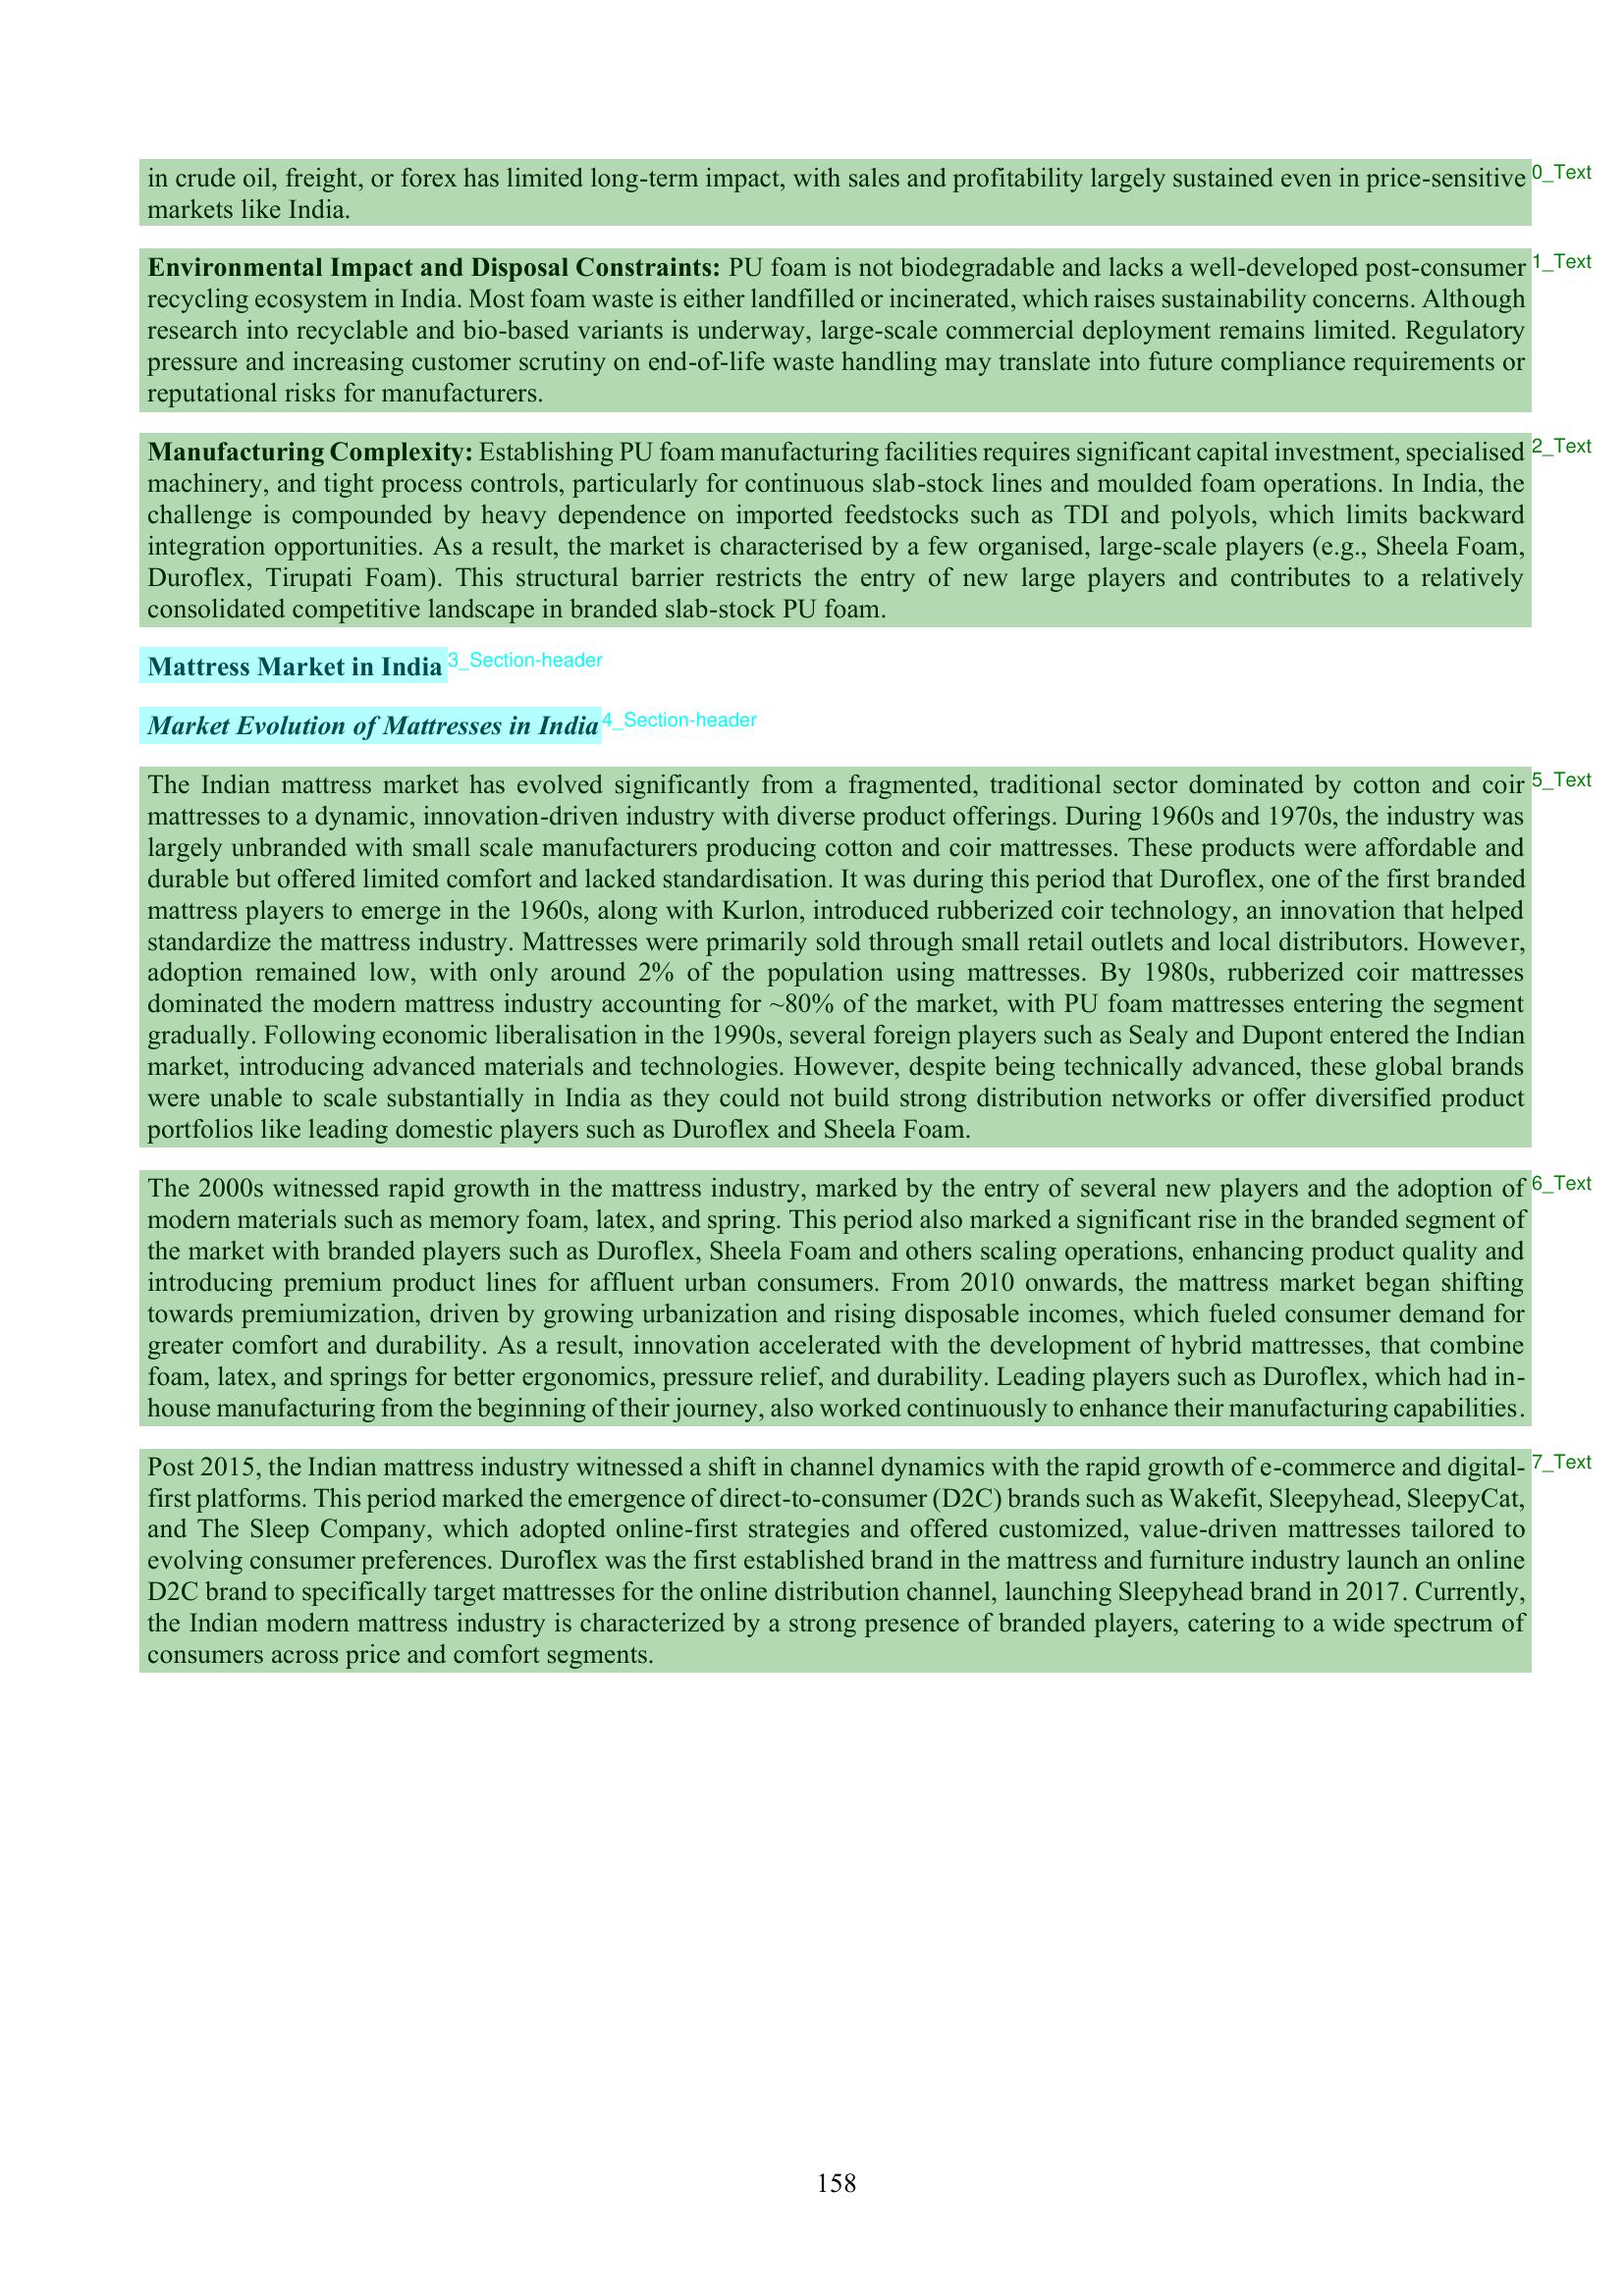 in crude oil, freight, or forex has limited long-term impact, with sales and profitability largely sustained even in price-sensitive 0_Text
markets like India.
Environmental Impact and Disposal Constraints: PU foam is not biodegradable and lacks a well-developed post-consumer 1_Text
recycling ecosystem in India. Most foam waste is either landfilled or incinerated, which raises sustainability concerns. Although
research into recyclable and bio-based variants is underway, large-scale commercial deployment remains limited. Regulatory
pressure and increasing customer scrutiny on end-of-life waste handling may translate into future compliance requirements or
reputational risks for manufacturers.
Manufacturing Complexity: Establishing PU foam manufacturing facilities requires significant capital investment, specialised 2_Text
machinery, and tight process controls, particularly for continuous slab-stock lines and moulded foam operations. In India, the
challenge is compounded by heavy dependence on imported feedstocks such as TDI and polyols, which limits backward
integration opportunities. As a result, the market is characterised by a few organised, large-scale players (e.g., Sheela Foam,
Duroflex, Tirupati Foam). This structural barrier restricts the entry of new large players and contributes to a relatively
consolidated competitive landscape in branded slab-stock PU foam.
Mattress Market in India 3_Section-header
Market Evolution of Mattresses in India 4_Section-header
The Indian mattress market has evolved significantly from a fragmented, traditional sector dominated by cotton and coir 5_Text
mattresses to a dynamic, innovation-driven industry with diverse product offerings. During 1960s and 1970s, the industry was
largely unbranded with small scale manufacturers producing cotton and coir mattresses. These products were affordable and
durable but offered limited comfort and lacked standardisation. It was during this period that Duroflex, one of the first branded
mattress players to emerge in the 1960s, along with Kurlon, introduced rubberized coir technology, an innovation that helped
standardize the mattress industry. Mattresses were primarily sold through small retail outlets and local distributors. However,
adoption remained low, with only around 2% of the population using mattresses. By 1980s, rubberized coir mattresses
dominated the modern mattress industry accounting for ~80% of the market, with PU foam mattresses entering the segment
gradually. Following economic liberalisation in the 1990s, several foreign players such as Sealy and Dupont entered the Indian
market, introducing advanced materials and technologies. However, despite being technically advanced, these global brands
were unable to scale substantially in India as they could not build strong distribution networks or offer diversified product
portfolios like leading domestic players such as Duroflex and Sheela Foam.
The 2000s witnessed rapid growth in the mattress industry, marked by the entry of several new players and the adoption of 6_Text
modern materials such as memory foam, latex, and spring. This period also marked a significant rise in the branded segment of
the market with branded players such as Duroflex, Sheela Foam and others scaling operations, enhancing product quality and
introducing premium product lines for affluent urban consumers. From 2010 onwards, the mattress market began shifting
towards premiumization, driven by growing urbanization and rising disposable incomes, which fueled consumer demand for
greater comfort and durability. As a result, innovation accelerated with the development of hybrid mattresses, that combine
foam, latex, and springs for better ergonomics, pressure relief, and durability. Leading players such as Duroflex, which had in-
house manufacturing from the beginning of their journey, also worked continuously to enhance their manufacturing capabilities.
Post 2015, the Indian mattress industry witnessed a shift in channel dynamics with the rapid growth of e-commerce and digital- 7_Text
first platforms. This period marked the emergence of direct-to-consumer (D2C) brands such as Wakefit, Sleepyhead, SleepyCat,
and The Sleep Company, which adopted online-first strategies and offered customized, value-driven mattresses tailored to
evolving consumer preferences. Duroflex was the first established brand in the mattress and furniture industry launch an online
D2C brand to specifically target mattresses for the online distribution channel, launching Sleepyhead brand in 2017. Currently,
the Indian modern mattress industry is characterized by a strong presence of branded players, catering to a wide spectrum of
consumers across price and comfort segments.
158